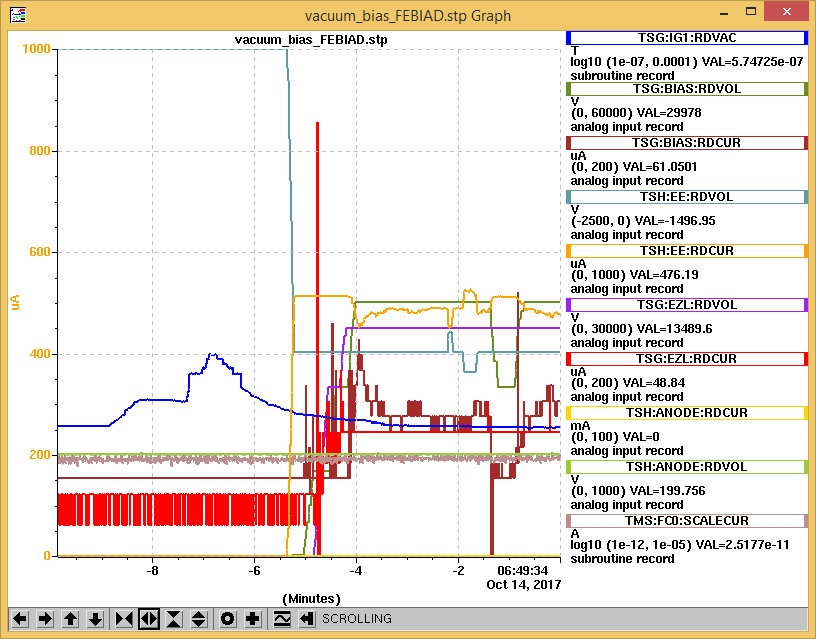 vacuum_bias_FEBIAD.stp Graph
vacuum_bias_FEBIAD.stp
1000
800
600
400
200
0
uA
-8
-6
-4
-2
06:49:34
Oct 14, 2017
(Minutes)
TSG:IG1:RDVAC
T
log10 (1e-07, 0.0001) VAL=5.74725e-07
subroutine record
TSG:BIAS:RDVOL
V
(0, 60000) VAL=29978
analog input record
TSG:BIAS:RDCUR
uA
(0, 200) VAL=61.0501
analog input record
TSH:EE:RDVOL
V
(-2500, 0) VAL=-1496.95
analog input record
TSH:EE:RDCUR
uA
(0, 1000) VAL=476.19
analog input record
TSG:EZL:RDVOL
V
(0, 30000) VAL=13489.6
analog input record
TSG:EZL:RDCUR
uA
(0, 200) VAL=48.84
analog input record
TSH:ANODE:RDCUR
mA
(0, 100) VAL=0
analog input record
TSH:ANODE:RDVOL
V
(0, 1000) VAL=199.756
analog input record
TMS:FC0:SCALECUR
A
log10 (1e-12, 1e-05) VAL=2.5177e-11
subroutine record
SCROLLING